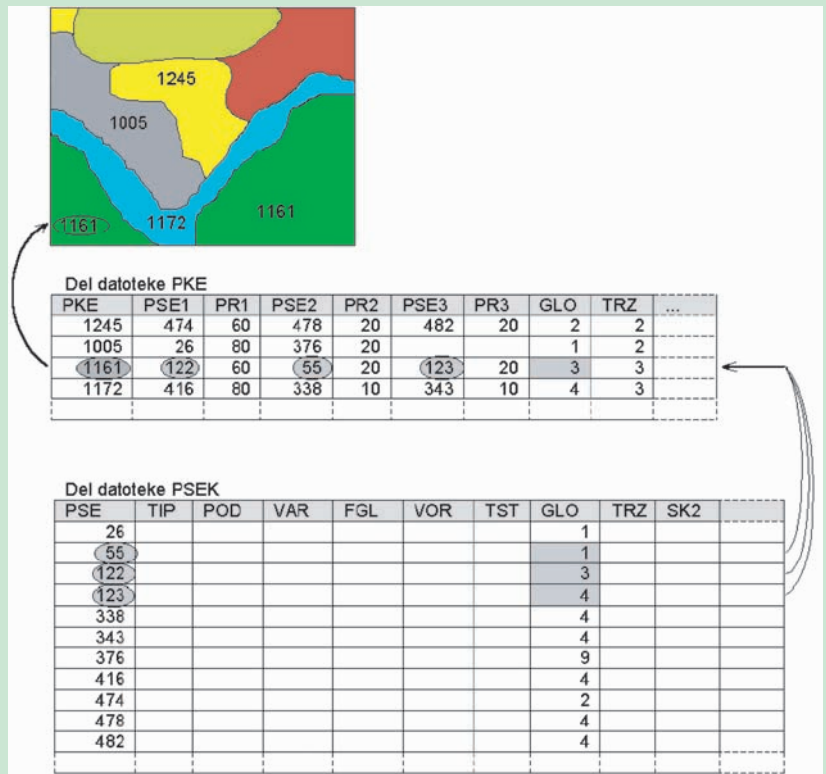 1245
1005
1161 1172 1161
Del datoteke PKE
PKE PSE1 PR1 PSE2 PR2 PSE3 PR3 GLO TRZ ...
1245 474 60 478 20 482 20 2 2
1005 26 80 376 20 1 2
1161 122 60 55 20 123 20 3 3
1172 416 80 338 10 343 10 4 3
Del datoteke PSEK
PSE TIP POD VAR FGL VOR TST GLO TRZ SK2
26 1
55 1
122 3
123 4
338 4
343 4
376 9
416 4
474 2
478 4
482 4